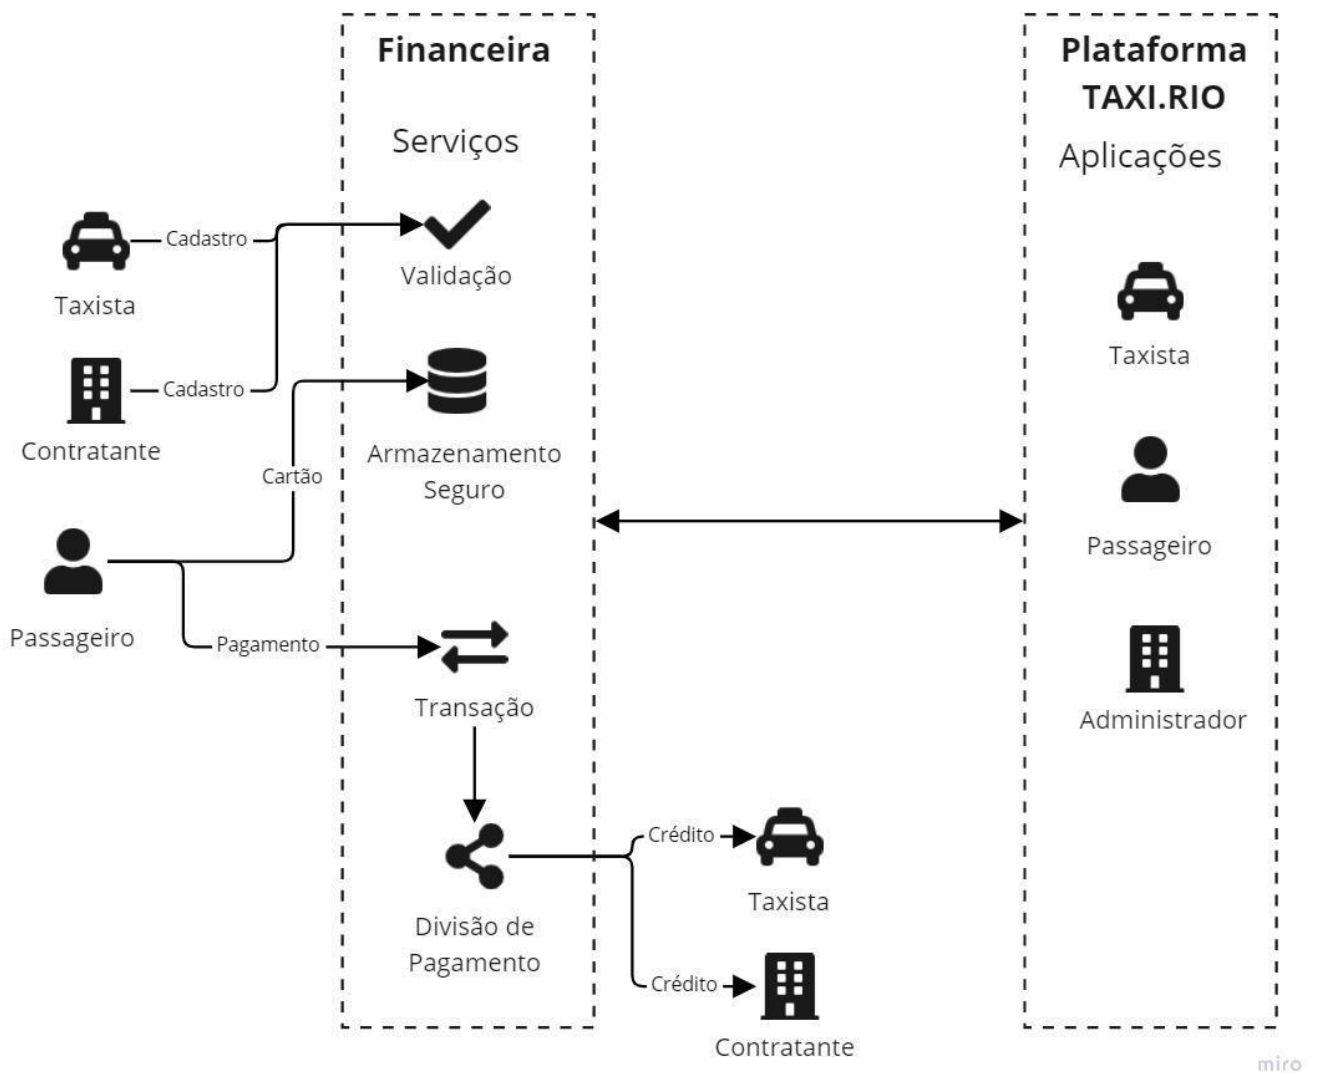 Financeira
Serviços
Taxista
Cadastro
Validação
Contratante
Cadastro
Cartão
Armazenamento
Seguro
Passageiro
Pagamento
Transação
Divisão de
Pagamento
Crédito
Taxista
Crédito
Contratante
Plataforma
TAXI.RIO
Aplicações
Taxista
Passageiro
Administrador
miro